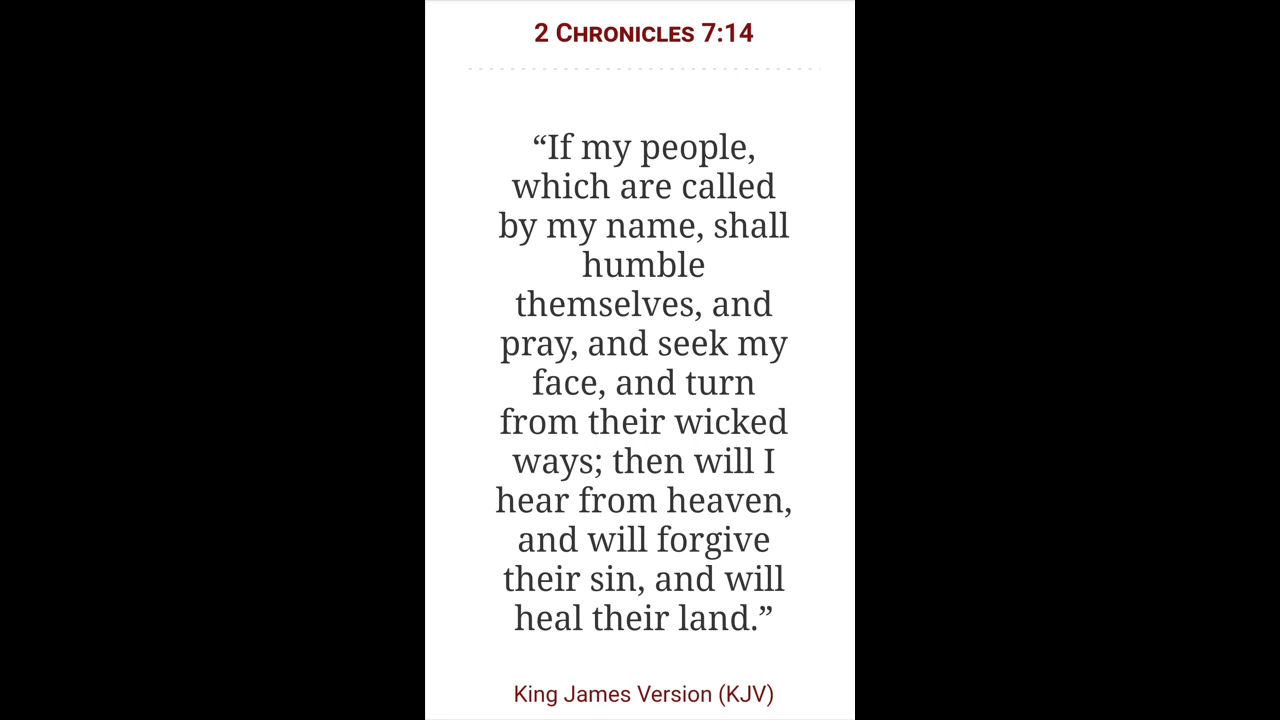 2 Chronicles 7:14
“If my people,
which are called
by my name, shall
humble
themselves, and
pray, and seek my
face, and turn
from their wicked
ways; then will I
hear from heaven,
and will forgive
their sin, and will
heal their land.”
King James Version (KJV)